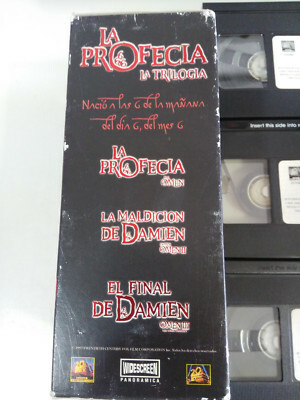 LA
PROFECIA
LA TRILOGIA
Nació a las 6 de la mañana
del día 6, del mes 6
LA
PROFECIA
OMEN
LA MALDICION
DE DAMIEN
OMEN II
EL FINAL
DE DAMIEN
OMEN III
WIDESCREEN
PANORAMICA
Insert this side